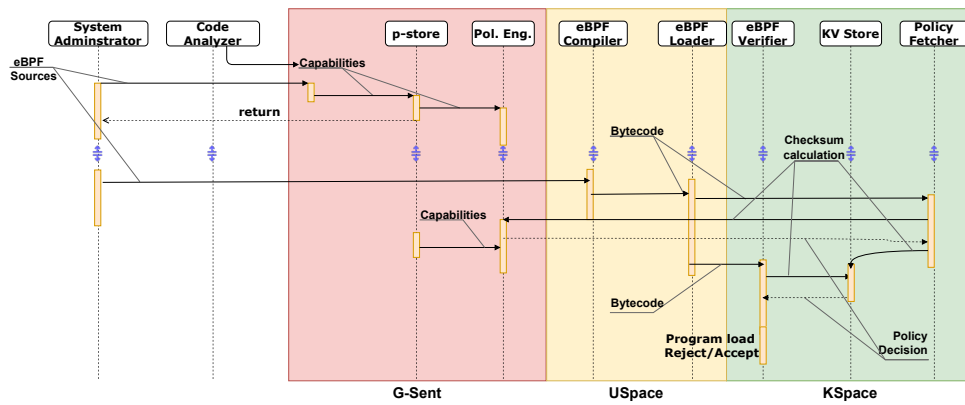 System
Adminstrator
Code
Analyzer
p-store
Pol. Eng.
eBPF
Compiler
eBPF
Loader
eBPF
Verifier
KV Store
Policy
Fetcher
eBPF
Sources
Capabilities
return
Bytecode
Checksum
calculation
Capabilities
Bytecode
Program load
Reject/Accept
Policy
Decision
G-Sent
USpace
KSpace